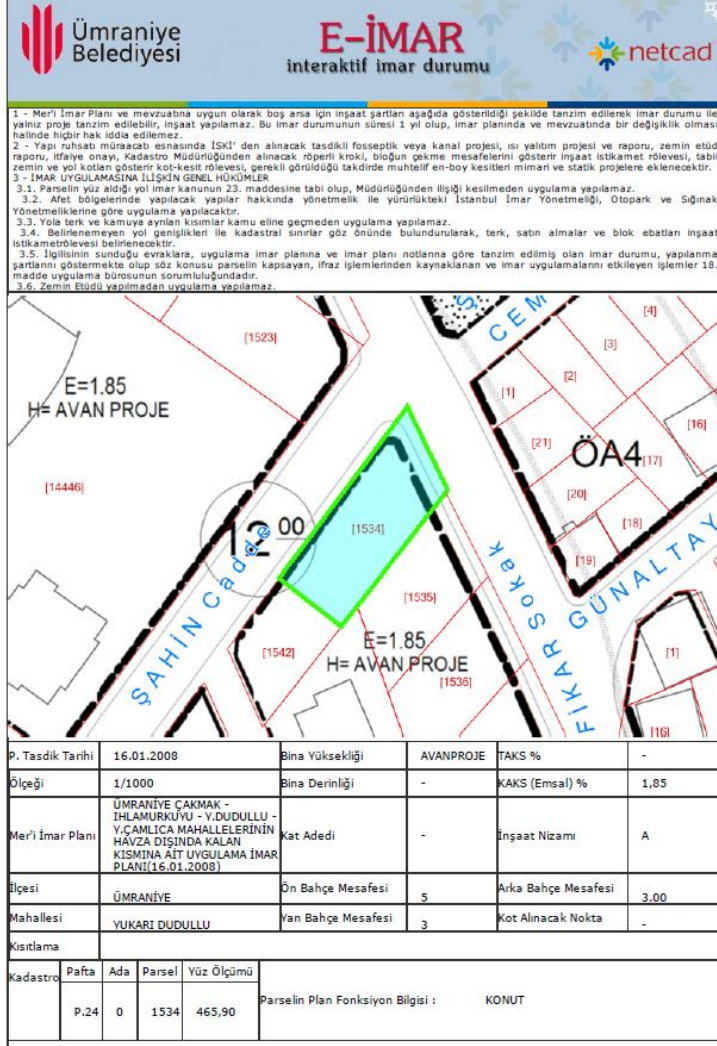 Ümraniye
Belediyesi
E-İMAR
interaktif imar durumu
netcad
1 - Mer'i İmar Planı ve mevzuatına uygun olarak boş arsa için inşaat şartları aşağıda gösterildiği şekilde tanzim edilerek imar durumu ile
yalnız proje tanzim edilebilir, inşaat yapılamaz. Bu imar durumunun süresi 1 yıl olup, imar planında ve mevzuatında bir değişiklik olması
halinde hiçbir hak iddia edilemez.
2 - Yapı ruhsatı müracaatı esnasında İSKİ' den alınacak tasdikli fosseptik veya kanal projesi, ısı yalıtım projesi ve raporu, zemin etüd
raporu, itfaiye onayı, Kadastro Müdürlüğünden alınacak röperli kroki, bloğun çekme mesafelerini gösterir inşaat istikamet rölevesi, tabii
zemin ve yol kotları gösterir kot-kesit rölevesi, gerekli görüldüğü takdirde muhtelif en-boy kesitleri mimari ve statik projelere eklenecektir.
3 - İMAR UYGULAMASINA İLİŞKİN GENEL HÜKÜMLER
3.1. Parselin yüz aldığı yol imar kanunun 23. maddesine tabi olup, Müdürlüğünden ilişiği kesilmeden uygulama yapılamaz.
3.2. Afet bölgelerinde yapılacak yapılar hakkında yönetmelik ile yürürlükteki İstanbul İmar Yönetmeliği, Otopark ve Sığınak
Yönetmeliklerine göre uygulama yapılacaktır.
3.3. Yola terk ve kamuya ayrılan kısımlar kamu eline geçmeden uygulama yapılamaz.
3.4. Belirlenemeyen yol genişlikleri ile kadastral sınırlar göz önünde bulundurularak, terk, satın almalar ve blok ebatları inşaat
istikametrölevesi belirlenecektir.
3.5. İlgilisinin sunduğu evraklara, uygulama imar planına ve imar planı notlarına göre tanzim edilmiş olan imar durumu, yapılanma
şartlarını göstermekte olup söz konusu parselin kapsayan, ifraz işlemlerinden kaynaklanan ve imar uygulamalarını etkileyen işlemler 18.
madde uygulama bürosunun sorumluluğundadır.
3.6. Zemin Etüdü yapılmadan uygulama yapılamaz.
[1523]
CEM
[4]
[3]
[2]
[1]
E=1.85
H= AVAN PROJE
[16]
[21]
ÖA4
[17]
[14446]
[20]
[18]
12 00
[1534]
[19]
ŞAHİN Cadde
[1535]
FİKAR Sokak
GÜNALTAY
[1542]
E=1.85
H= AVAN PROJE
[1536]
[1]
[16]
P. Tasdik Tarihi 16.01.2008 Bina Yüksekliği AVANPROJE TAKS % -
Ölçeği 1/1000 Bina Derinliği - KAKS (Emsal) % 1,85
Mer'i İmar Planı ÜMRANİYE ÇAKMAK -
IHLAMURKUYU - Y.DUDULLU -
Y.ÇAMLICA MAHALLELERİNİN
HAVZA DIŞINDA KALAN
KISMINA AİT UYGULAMA İMAR
PLANI(16.01.2008) Kat Adedi - İnşaat Nizamı A
İlçesi ÜMRANİYE Ön Bahçe Mesafesi 5 Arka Bahçe Mesafesi 3.00
Mahallesi YUKARI DUDULLU Yan Bahçe Mesafesi 3 Kot Alınacak Nokta -
Kısıtlama
Kadastro Pafta Ada Parsel Yüz Ölçümü
P.24 0 1534 465,90 Parselin Plan Fonksiyon Bilgisi : KONUT